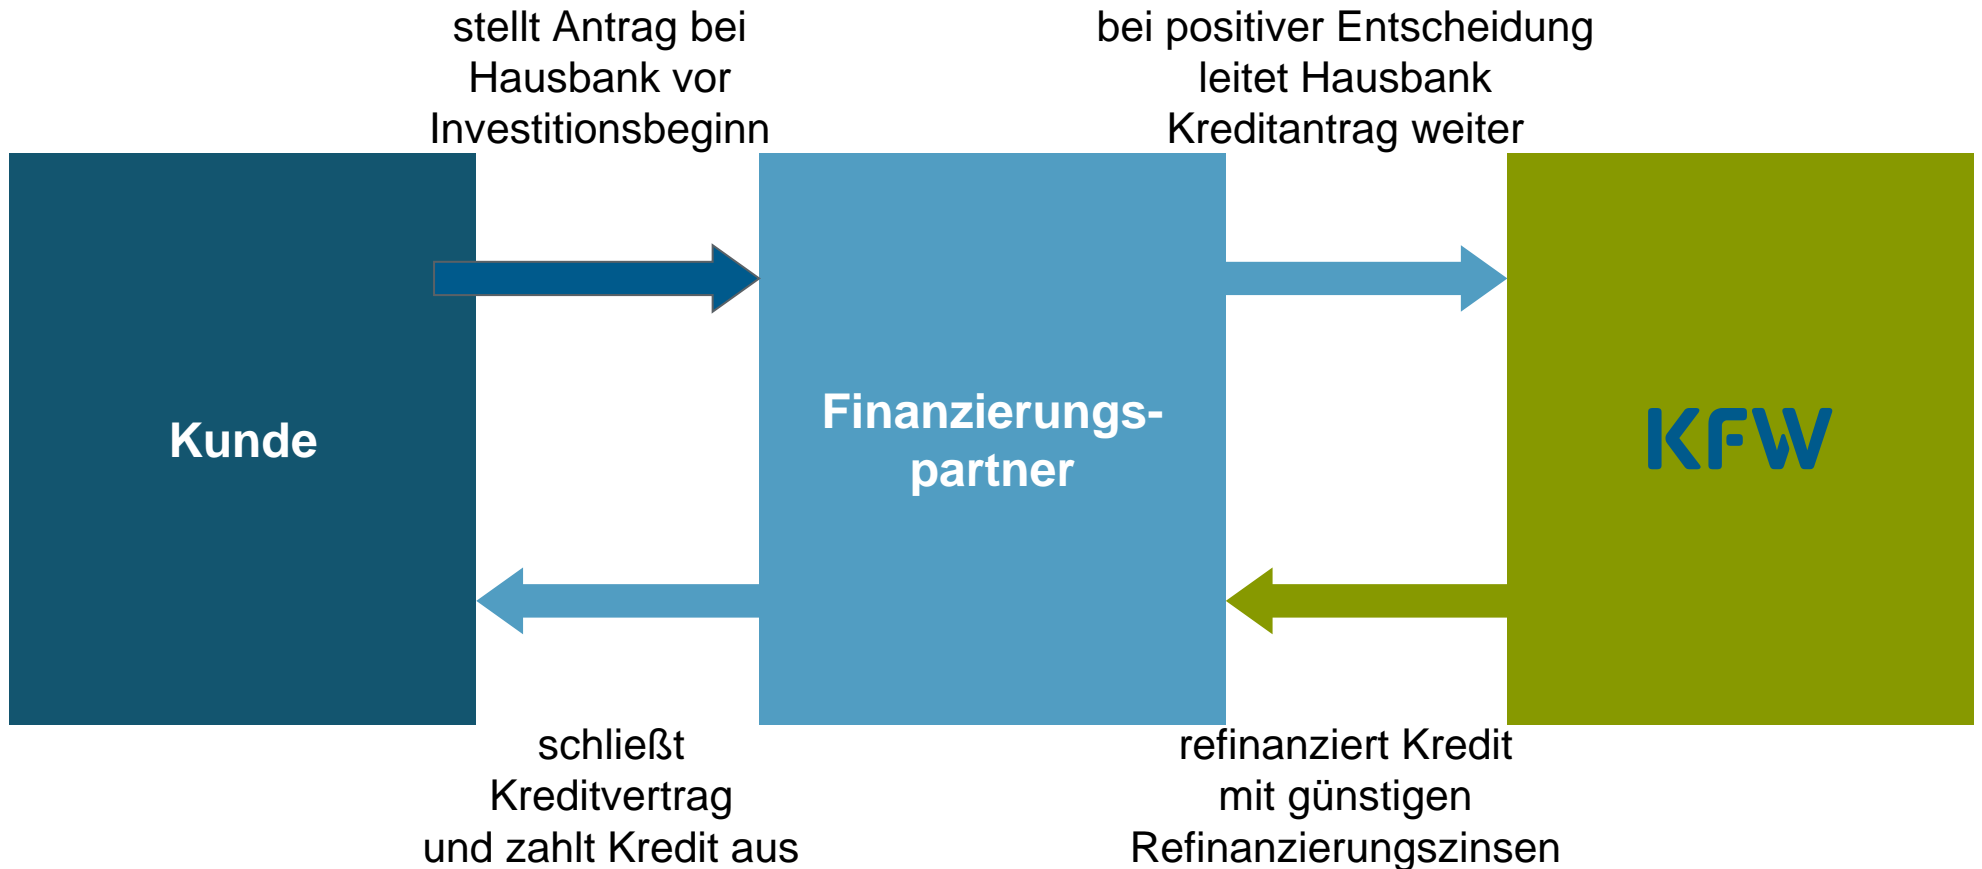 stellt Antrag bei
Hausbank vor
Investitionsbeginn
bei positiver Entscheidung
leitet Hausbank
Kreditantrag weiter
Kunde
Finanzierungs-
partner
KFW
schließt
Kreditvertrag
und zahlt Kredit aus
refinanziert Kredit
mit günstigen
Refinanzierungszinsen